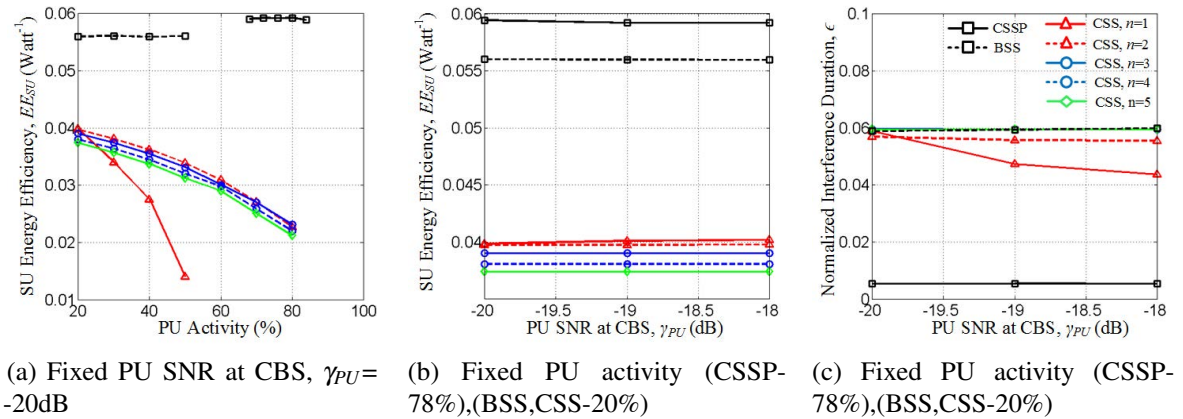 0.06
0.05
0.04
0.03
0.02
0.01
20
40
60
80
100
SU Energy Efficiency, EE_SU (Watt⁻¹)
PU Activity (%)
0.06
0.055
0.05
0.045
0.04
-20
-19.5
-19
-18.5
-18
SU Energy Efficiency, EE_SU (Watt⁻¹)
PU SNR at CBS, γ_PU (dB)
0.1
0.08
0.06
0.04
0.02
0
-20
-19.5
-19
-18.5
-18
Normalized Interference Duration, ϵ
PU SNR at CBS, γ_PU (dB)
CSSP
BSS
CSS, n=1
CSS, n=2
CSS, n=3
CSS, n=4
CSS, n=5
(a) Fixed PU SNR at CBS, γ_PU=
-20dB
(b) Fixed PU activity (CSSP-
78%),(BSS,CSS-20%)
(c) Fixed PU activity (CSSP-
78%),(BSS,CSS-20%)